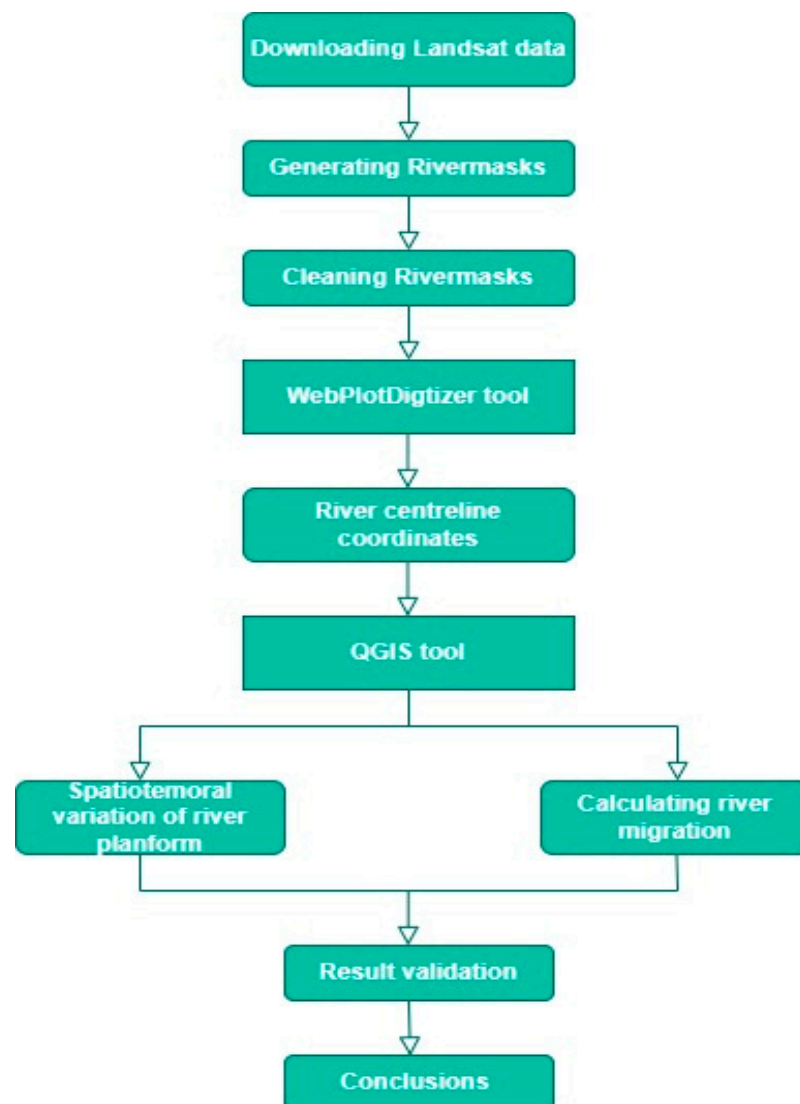 Downloading Landsat data
Generating Rivermasks
Cleaning Rivermasks
WebPlotDigtizer tool
River centreline
coordinates
QGIS tool
Spatiotemoral
variation of river
planform
Calculating river
migration
Result validation
Conclusions